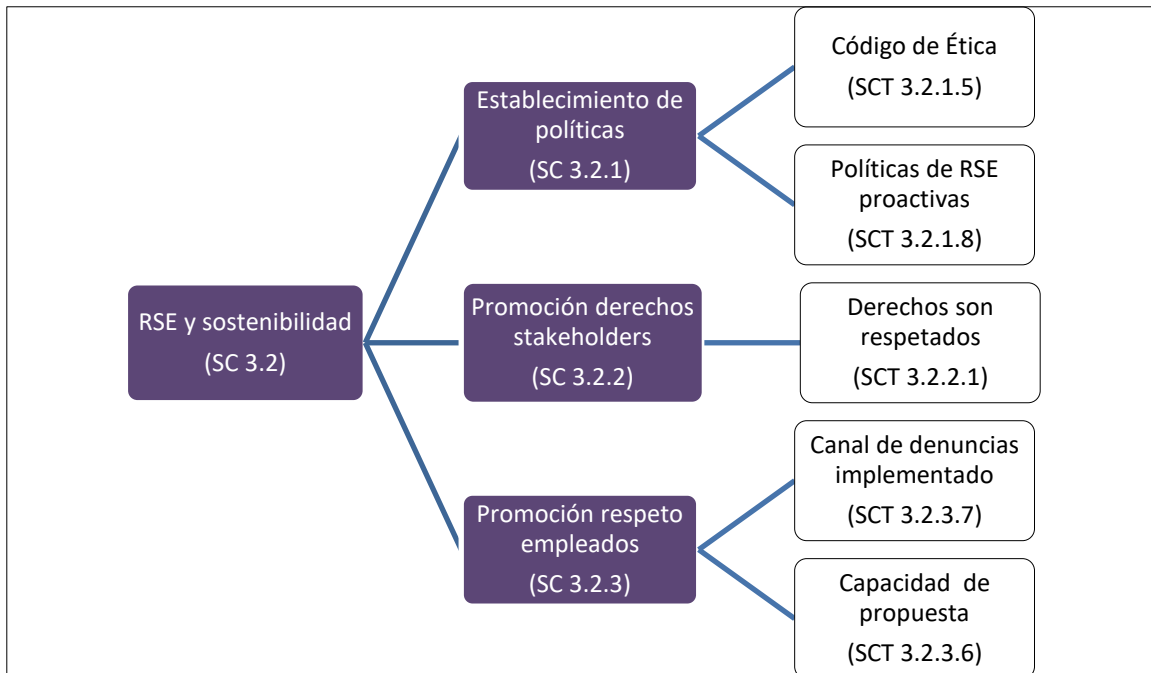 RSE y sostenibilidad
(SC 3.2)
Establecimiento de
políticas
(SC 3.2.1)
Código de Ética
(SCT 3.2.1.5)
Políticas de RSE
proactivas
(SCT 3.2.1.8)
Promoción derechos
stakeholders
(SC 3.2.2)
Derechos son
respetados
(SCT 3.2.2.1)
Promoción respeto
empleados
(SC 3.2.3)
Canal de denuncias
implementado
(SCT 3.2.3.7)
Capacidad de
propuesta
(SCT 3.2.3.6)